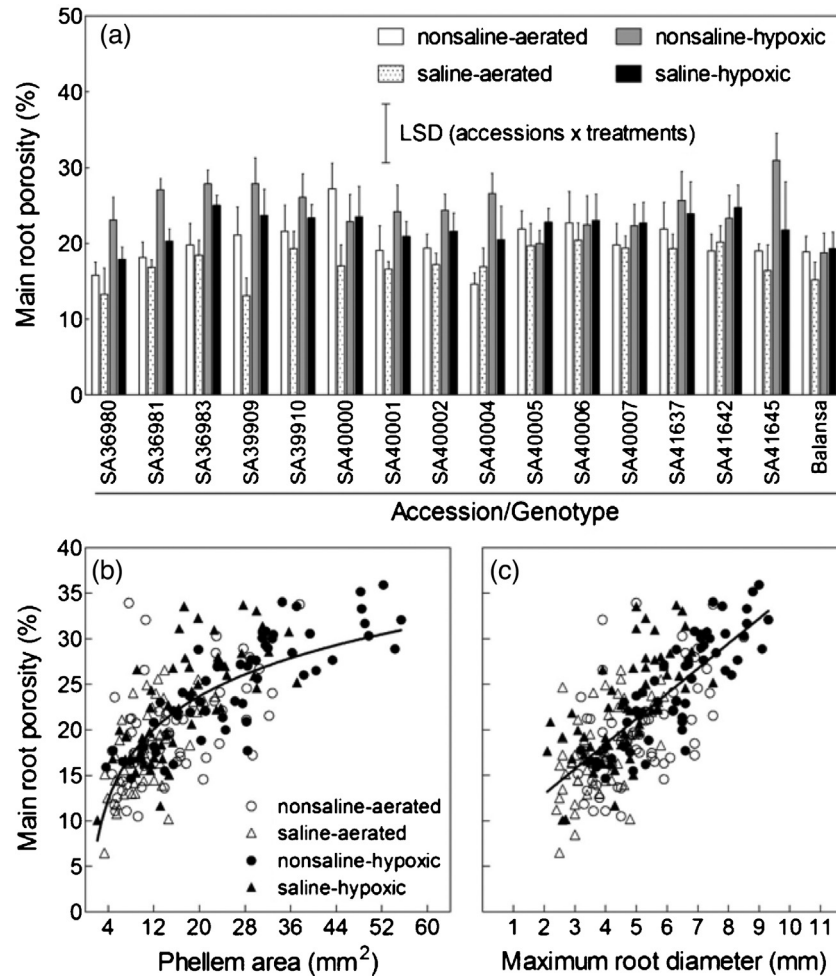 (a)
nonsaline-aerated
nonsaline-hypoxic
saline-aerated
saline-hypoxic
LSD (accessions x treatments)
Main root porosity (%)
50
40
30
20
10
0
SA36980
SA36981
SA36983
SA39909
SA39910
SA40000
SA40001
SA40002
SA40004
SA40005
SA40006
SA40007
SA41637
SA41642
SA41645
Balansa
Accession/Genotype
(b)
Main root porosity (%)
40
35
30
25
20
15
10
5
0
nonsaline-aerated
saline-aerated
nonsaline-hypoxic
saline-hypoxic
4 12 20 28 36 44 52 60
Phellem area (mm²)
(c)
1 2 3 4 5 6 7 8 9 10 11
Maximum root diameter (mm)